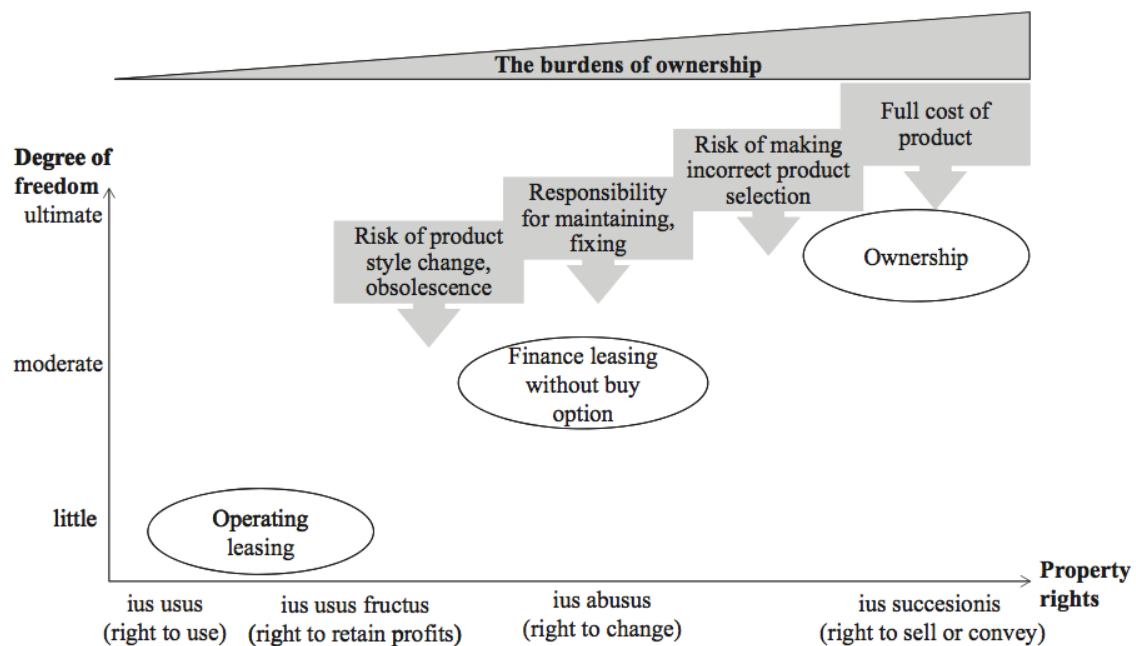 The burdens of ownership
Full cost of
product
Risk of making
incorrect product
selection
Responsibility
for maintaining,
fixing
Risk of product
style change,
obsolescence
Degree of
freedom
ultimate
moderate
little
Ownership
Finance leasing
without buy
option
Operating
leasing
ius usus
(right to use)
ius usus fructus
(right to retain profits)
ius abusus
(right to change)
ius succesionis
(right to sell or convey)
Property
rights